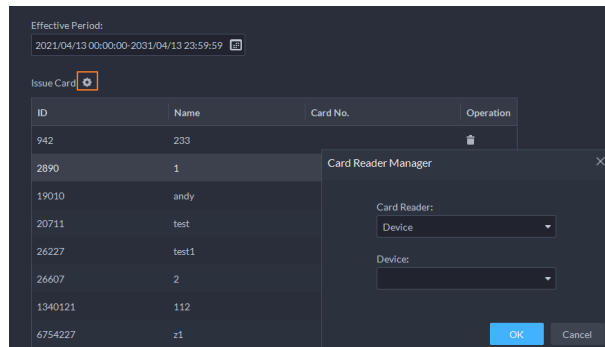 Effective Period:
2021/04/13 00:00:00-2031/04/13 23:59:59
Issue Card
ID Name Card No. Operation
942 233
2890 1
19010 andy
20711 test
26227 test1
26607 2
1340121 112
6754227 z1
Card Reader Manager
Card Reader:
Device
Device:
OK Cancel